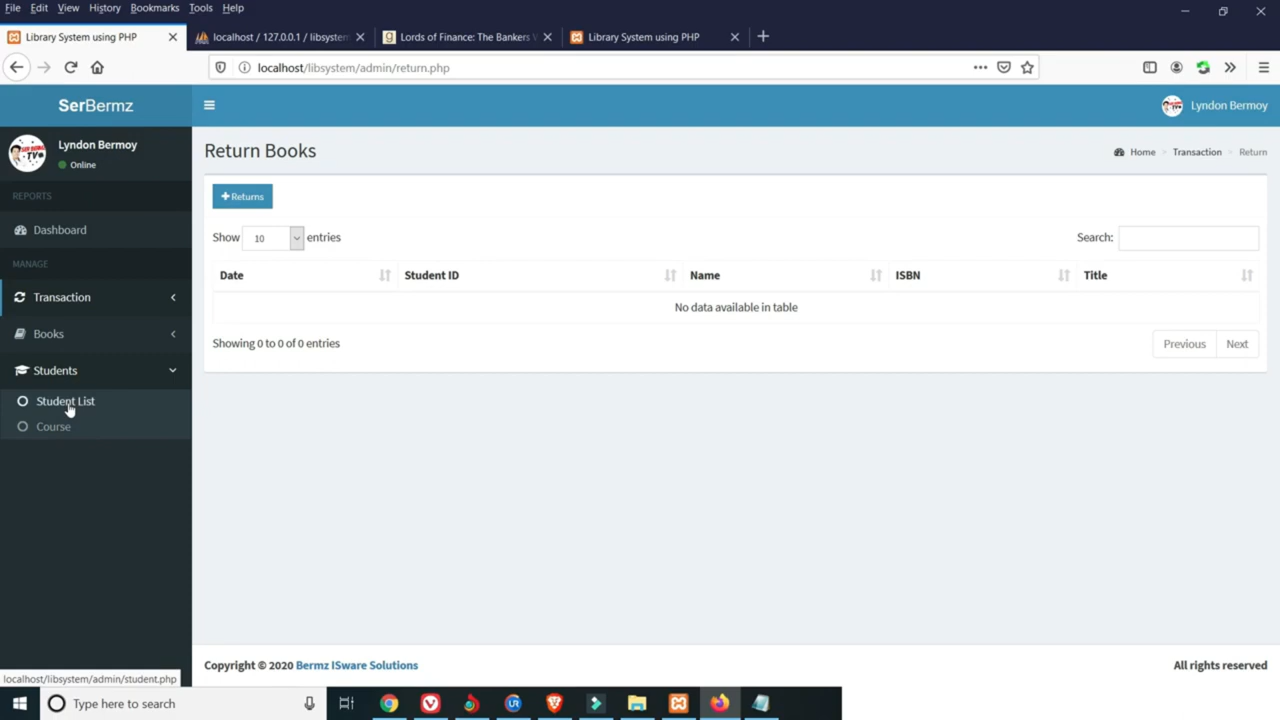 File Edit View History Bookmarks Tools Help
Library System using PHP
localhost / 127.0.0.1 / libsystem
Lords of Finance: The Bankers
Library System using PHP
localhost/libsystem/admin/return.php
SerBermz
Lyndon Bermoy
Lyndon Bermoy
Online
REPORTS
Dashboard
MANAGE
Transaction
Books
Students
Student List
Course
Return Books
Home > Transaction > Return
+Returns
Show 10 entries
Search:
Date Student ID Name ISBN Title
No data available in table
Showing 0 to 0 of 0 entries
Previous Next
Copyright © 2020 Bermz ISware Solutions
All rights reserved
localhost/libsystem/admin/student.php
Type here to search